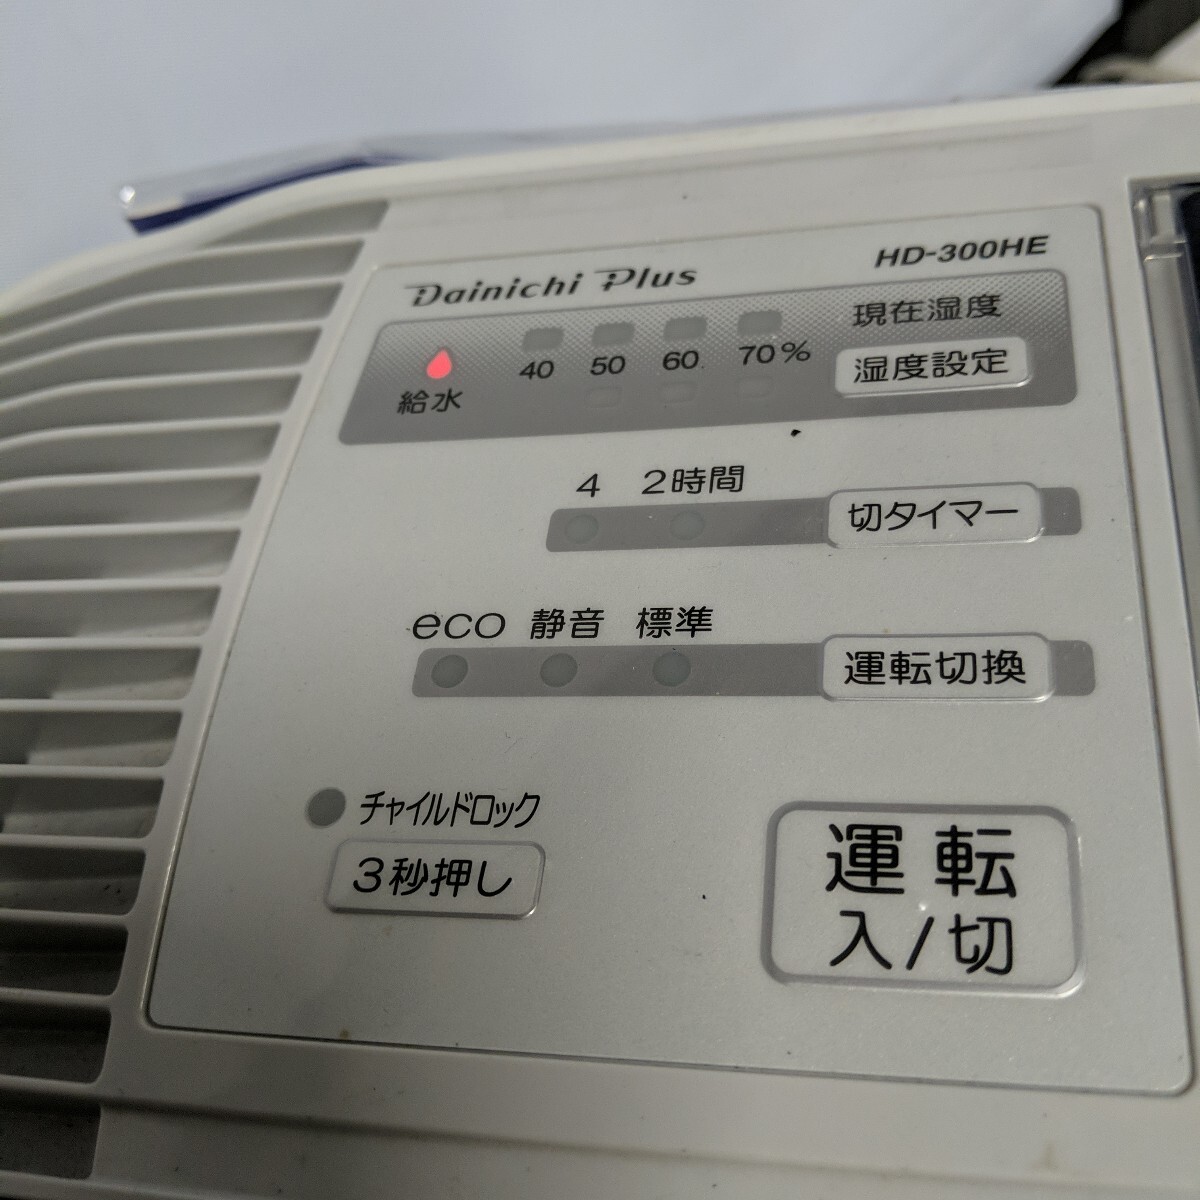 Dainichi Plus
HD-300HE
給水
40 50 60 70%
現在湿度
湿度設定
4 2時間
切タイマー
eco 静音 標準
運転切換
チャイルドロック
3秒押し
運転
入/切